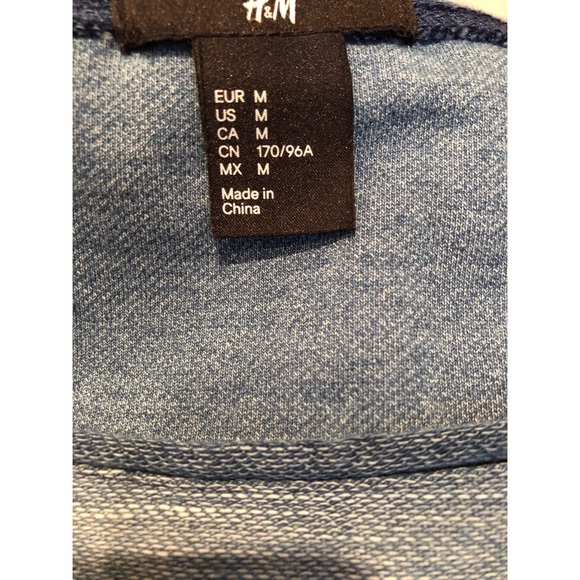 H&M
EUR M
US M
CA M
CN 170/96A
MX M
Made in
China